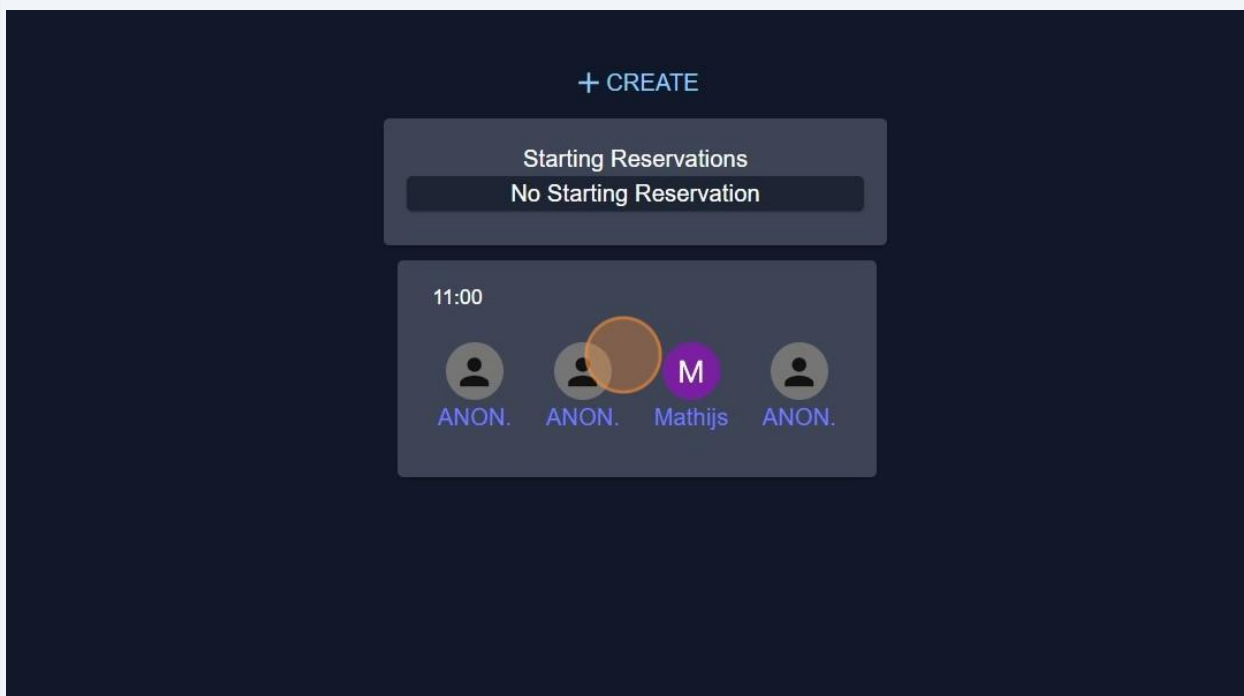 + CREATE
Starting Reservations
No Starting Reservation
11:00
M
ANON. ANON. Mathijs ANON.